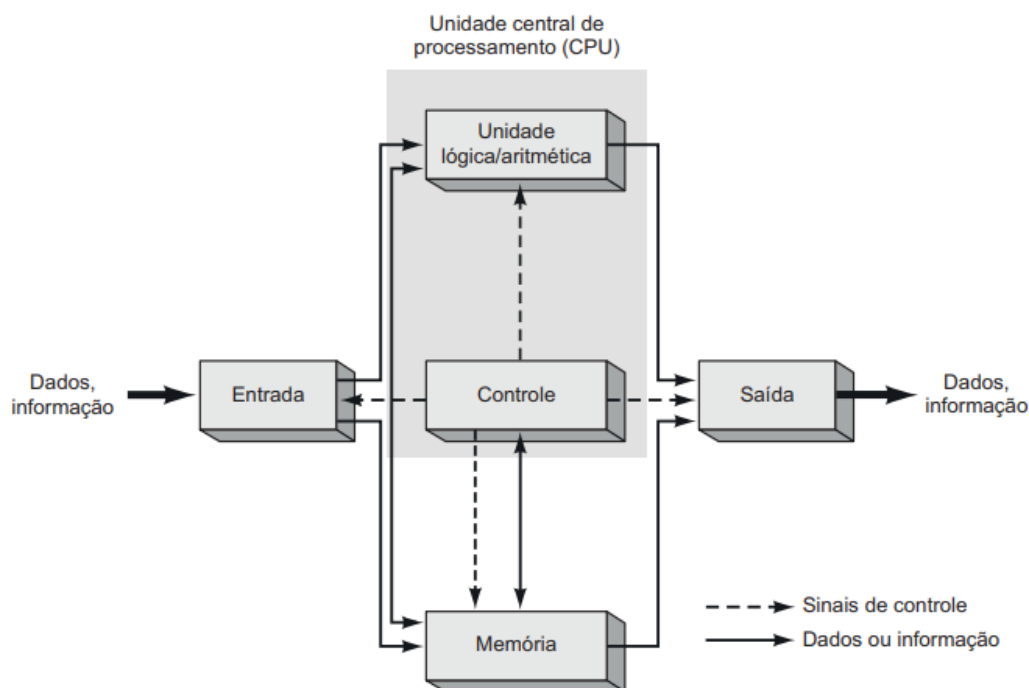 Unidade central de
processamento (CPU)
Unidade
lógica/aritmética
Dados,
informação
Entrada
Controle
Saída
Dados,
informação
Memória
Sinais de controle
Dados ou informação